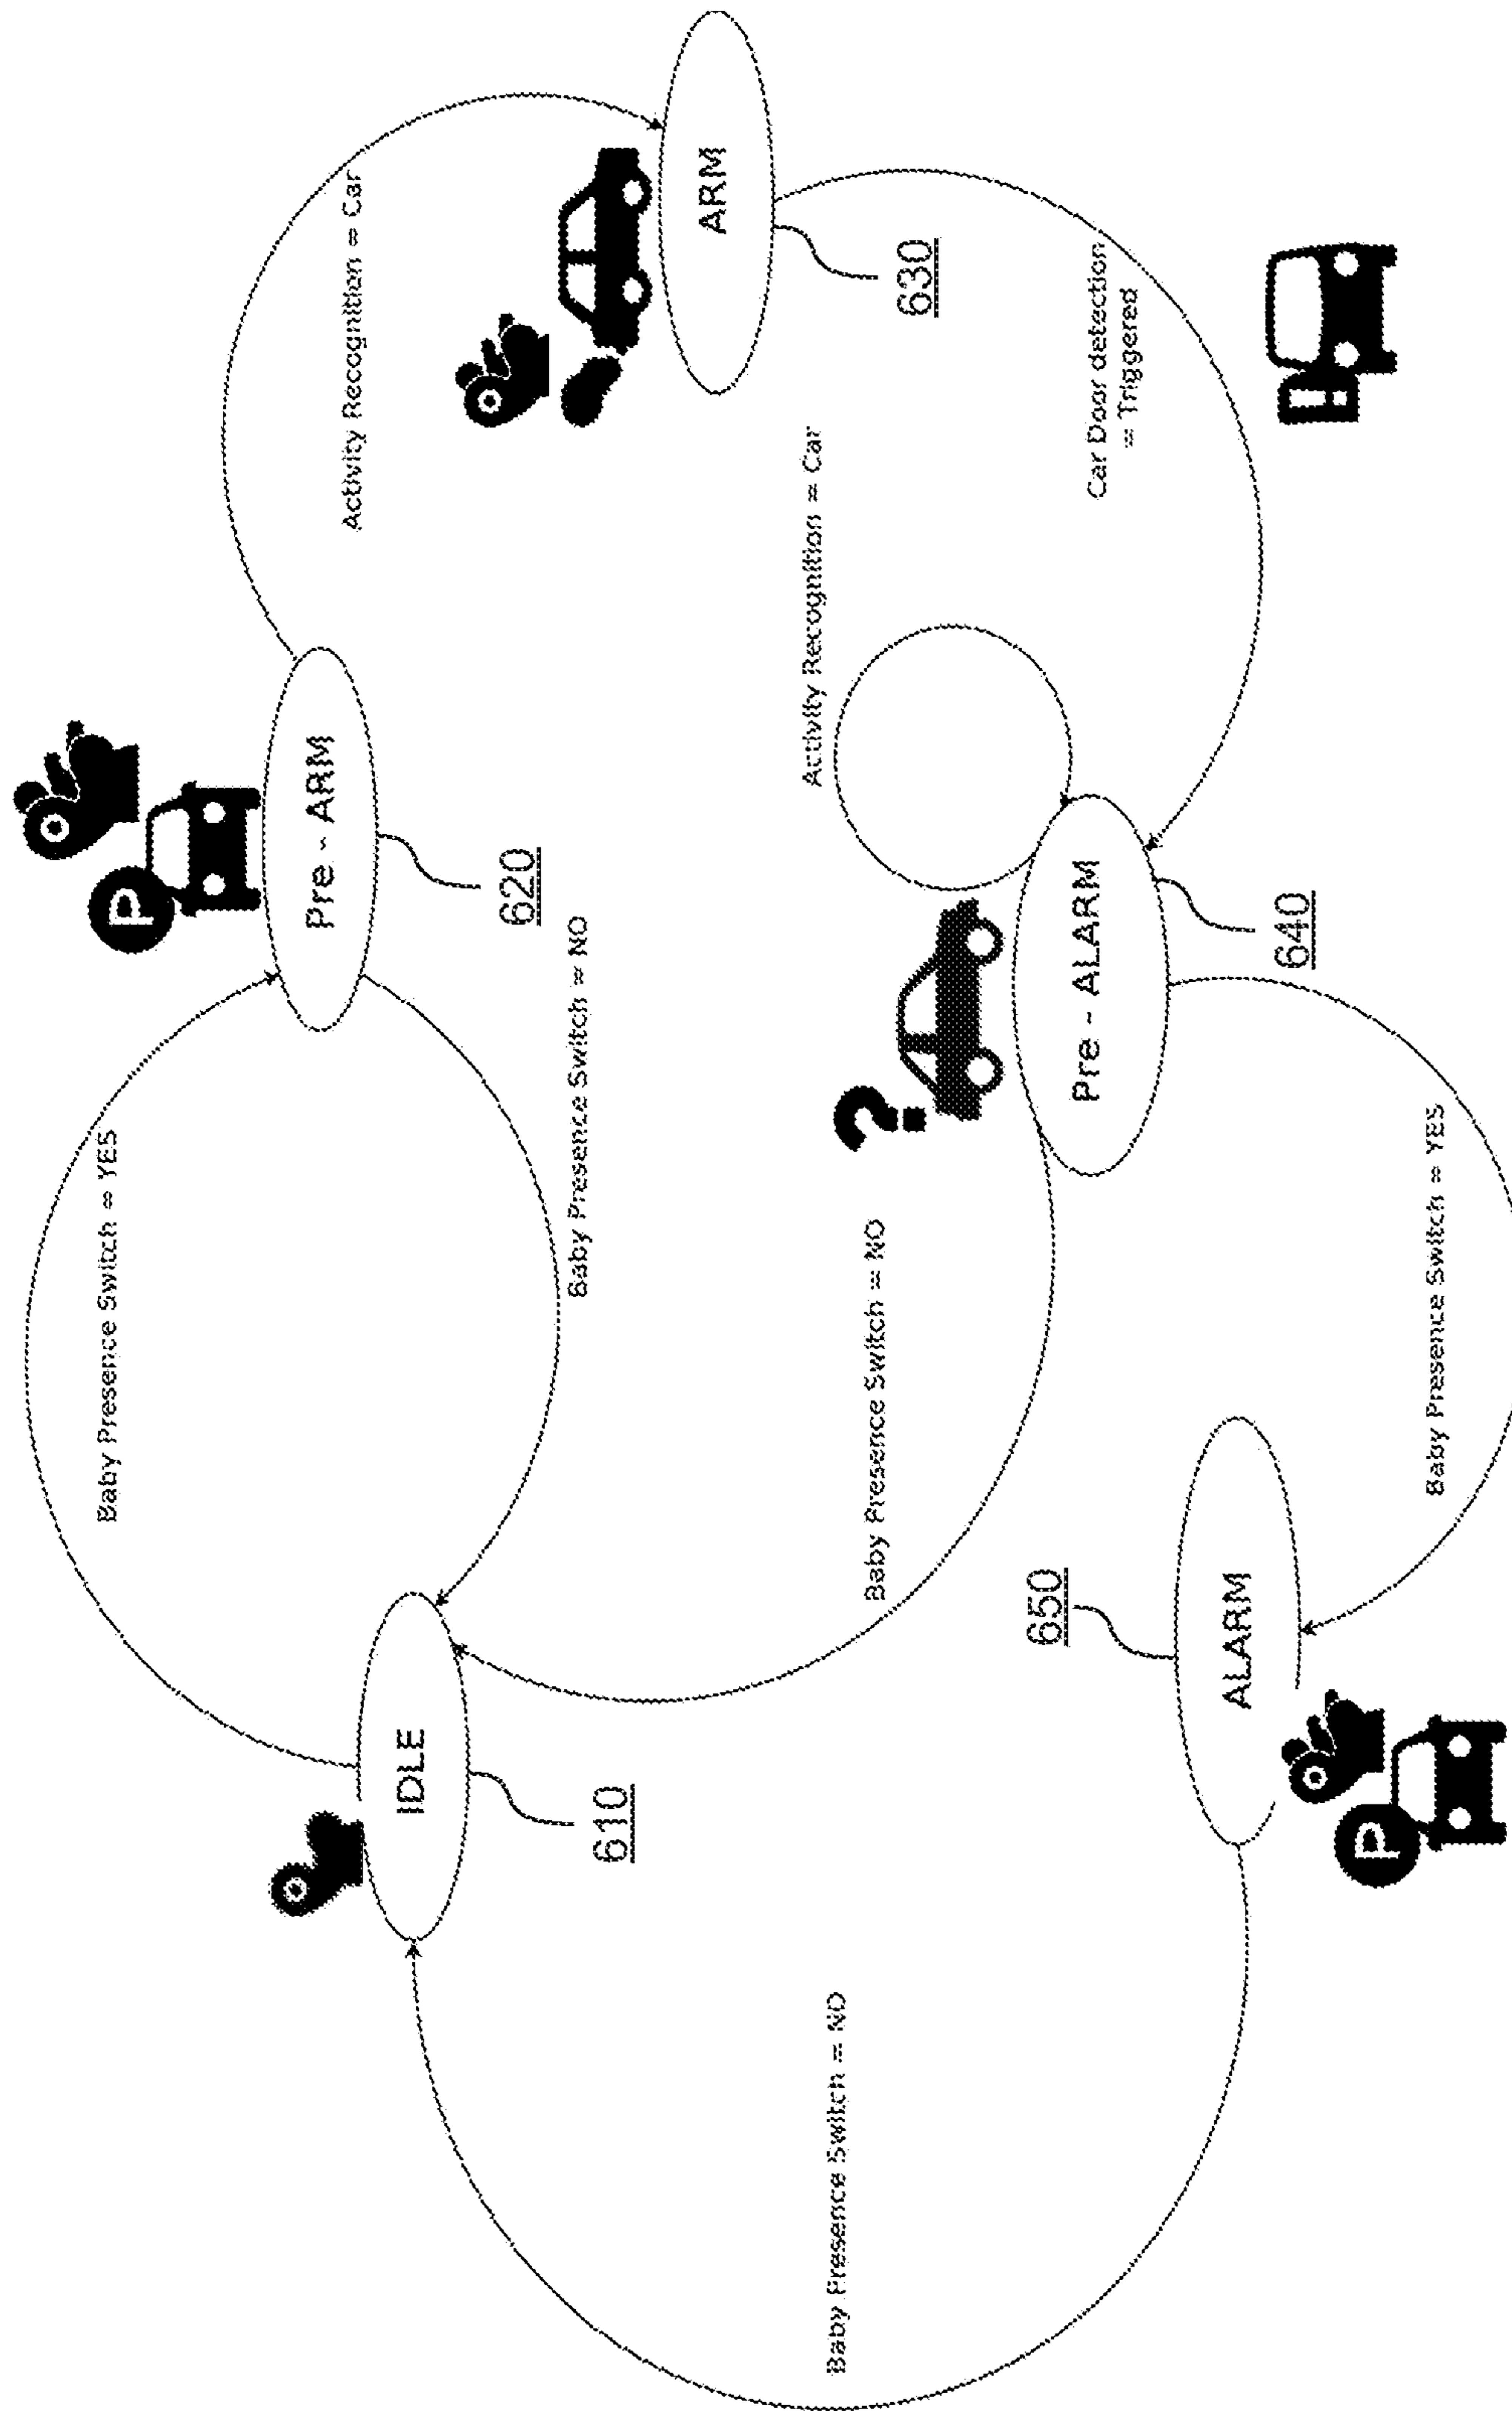 Baby Presence Switch = YES
P
Pre - ARM
620
Activity Recognition = Car
IDLE
610
Baby Presence Switch = NO
ARM
630
Activity Recognition = Car
Car Door detection
= Triggered
?
Pre - ALARM
640
Baby Presence Switch = NO
650
ALARM
P
Baby Presence Switch = YES
Baby Presence Switch = NO